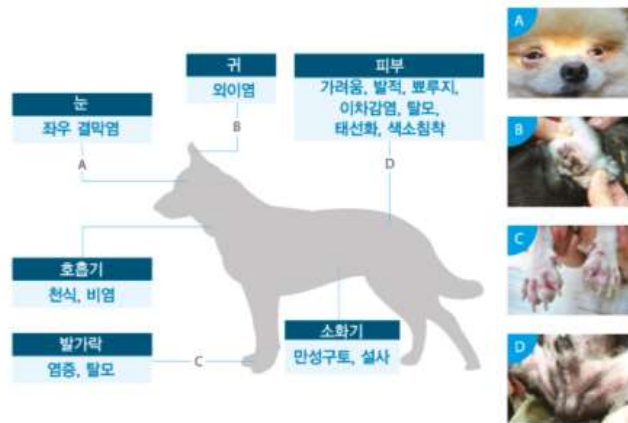 귀
외이염
B
피부
가려움, 발적, 뾰루지,
이차감염, 탈모,
태선화, 색소침착
D
눈
좌우 결막염
A
호흡기
천식, 비염
발가락
염증, 탈모
C
소화기
만성구토, 설사
A
B
C
D